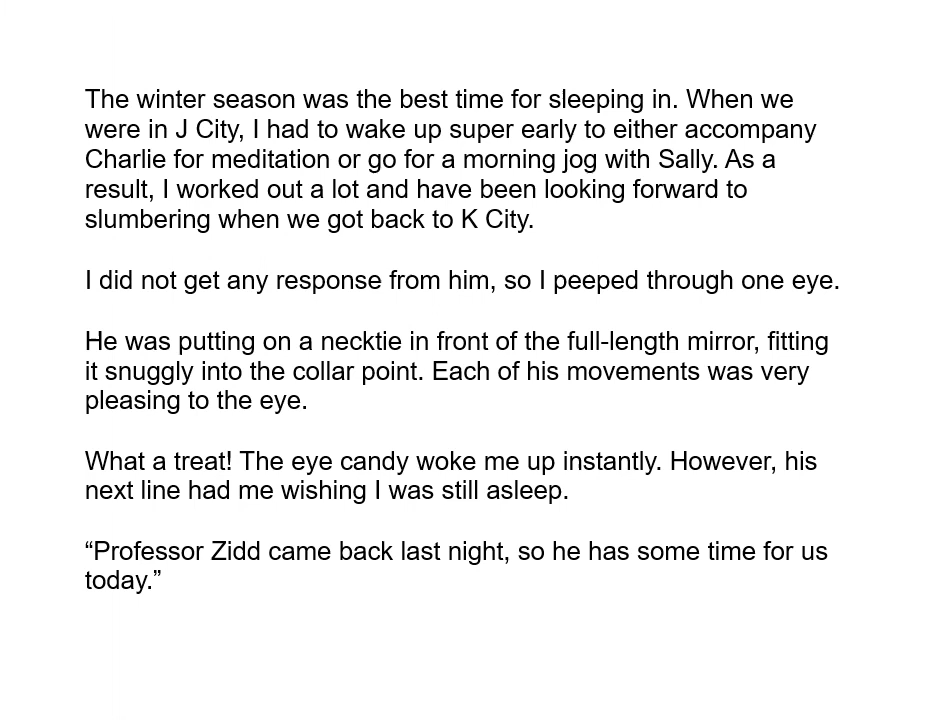 The winter season was the best time for sleeping in. When we
were in J City, I had to wake up super early to either accompany
Charlie for meditation or go for a morning jog with Sally. As a
result, I worked out a lot and have been looking forward to
slumbering when we got back to K City.
I did not get any response from him, so I peeped through one eye.
He was putting on a necktie in front of the full-length mirror, fitting
it snuggly into the collar point. Each of his movements was very
pleasing to the eye.
What a treat! The eye candy woke me up instantly. However, his
next line had me wishing I was still asleep.
“Professor Zidd came back last night, so he has some time for us
today.”